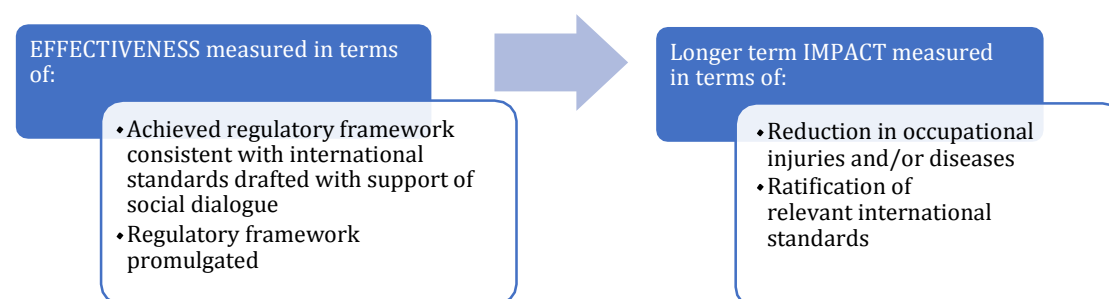 EFFECTIVENESS measured in terms
of:
• Achieved regulatory framework
consistent with international
standards drafted with support of
social dialogue
• Regulatory framework
promulgated
Longer term IMPACT measured
in terms of:
• Reduction in occupational
injuries and/or diseases
• Ratification of
relevant international
standards